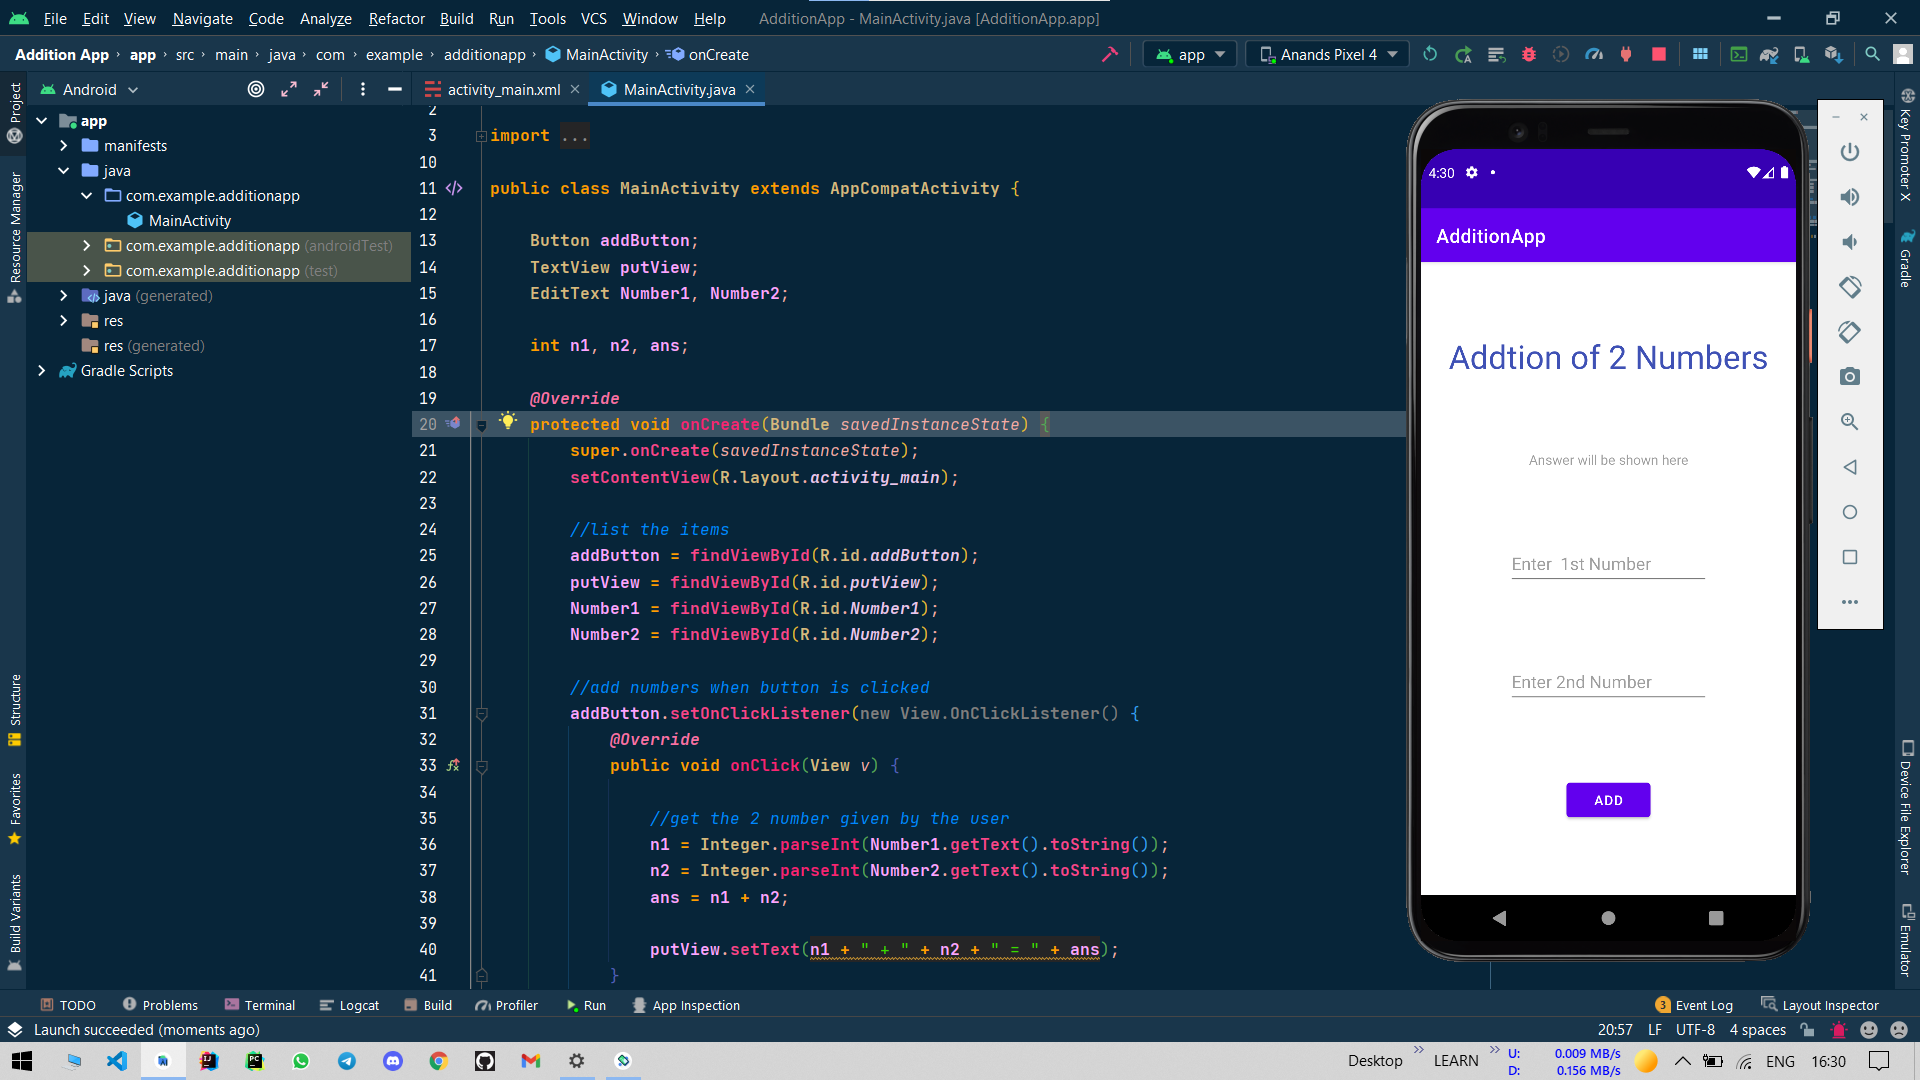 File Edit View Navigate Code Analyze Refactor Build Run Tools VCS Window Help AdditionApp - MainActivity.java [AdditionApp.app]
Addition App app src main java com example additionapp MainActivity onCreate app Anands Pixel 4
Project
Resource Manager
Structure
Favorites
Build Variants
Android
app
manifests
java
com.example.additionapp
MainActivity
com.example.additionapp (androidTest)
com.example.additionapp (test)
java (generated)
res
res (generated)
Gradle Scripts
activity_main.xml MainActivity.java
2
3 import ...
10
11 </> public class MainActivity extends AppCompatActivity {
12
13 Button addButton;
14 TextView putView;
15 EditText Number1, Number2;
16
17 int n1, n2, ans;
18
19 @Override
20 protected void onCreate(Bundle savedInstanceState) {
21 super.onCreate(savedInstanceState);
22 setContentView(R.layout.activity_main);
23
24 //list the items
25 addButton = findViewById(R.id.addButton);
26 putView = findViewById(R.id.putView);
27 Number1 = findViewById(R.id.Number1);
28 Number2 = findViewById(R.id.Number2);
29
30 //add numbers when button is clicked
31 addButton.setOnClickListener(new View.OnClickListener() {
32 @Override
33 public void onClick(View v) {
34
35 //get the 2 number given by the user
36 n1 = Integer.parseInt(Number1.getText().toString());
37 n2 = Integer.parseInt(Number2.getText().toString());
38 ans = n1 + n2;
39
40 putView.setText(n1 + " + " + n2 + " = " + ans);
41 }
4:30
AdditionApp
Addtion of 2 Numbers
Answer will be shown here
Enter  1st Number
Enter 2nd Number
ADD
Key Promoter X
Gradle
Device File Explorer
Emulator
TODO Problems Terminal Logcat Build Profiler Run App Inspection 3 Event Log Layout Inspector
Launch succeeded (moments ago) 20:57 LF UTF-8 4 spaces
Desktop LEARN U: 0.009 MB/s
D: 0.156 MB/s
ENG 16:30